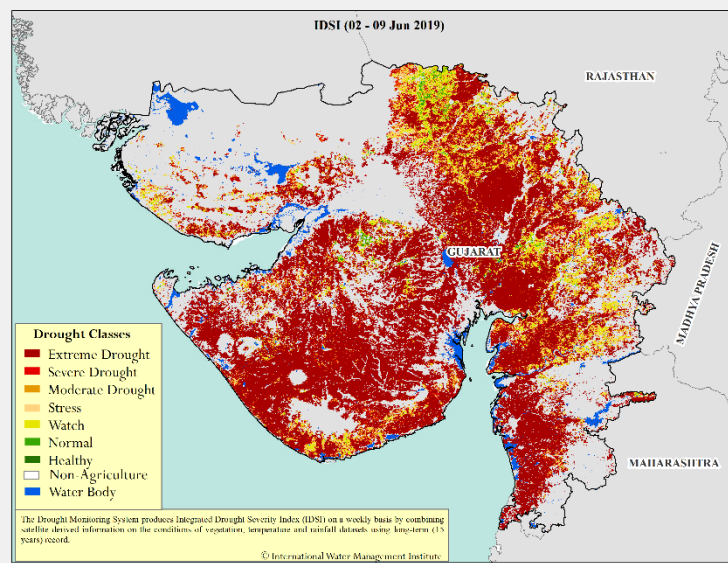 IDSI (02 - 09 Jun 2019)
RAJASTHAN
GUJARAT
MADHYA PRADESH
MAHARASHTRA
Drought Classes
Extreme Drought
Severe Drought
Moderate Drought
Stress
Watch
Normal
Healthy
Non-Agriculture
Water Body
The Drought Monitoring System produces Integrated Drought Severity Index (IDSI) on a weekly basis by combining
satellite derived information on the conditions of vegetation, temperature and rainfall datasets using long-term (15
years) record.
© International Water Management Institute